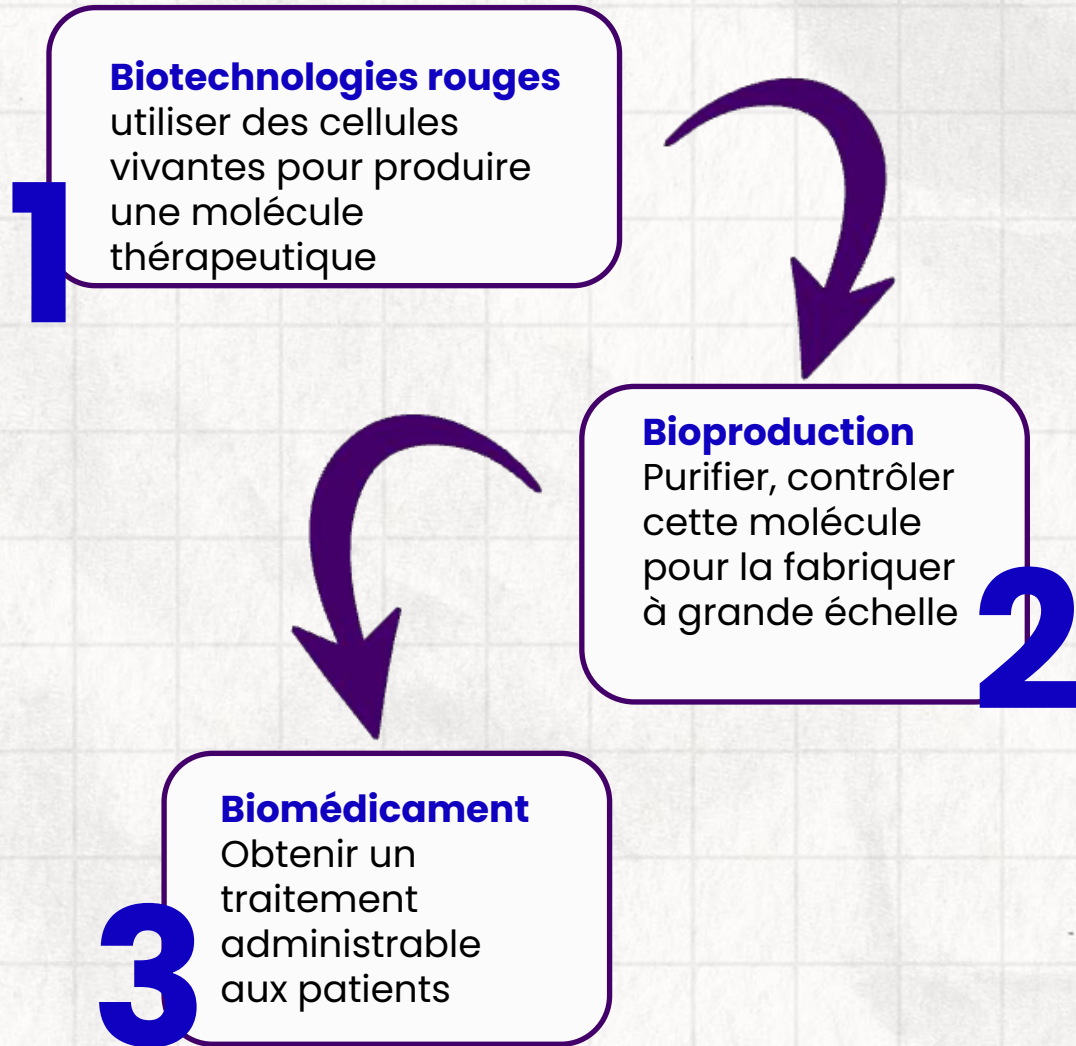 Biotechnologies rouges
utiliser des cellules
vivantes pour produire
une molécule
thérapeutique
1
Bioproduction
Purifier, contrôler
cette molécule
pour la fabriquer
à grande échelle
2
Biomédicament
Obtenir un
traitement
administrable
aux patients
3